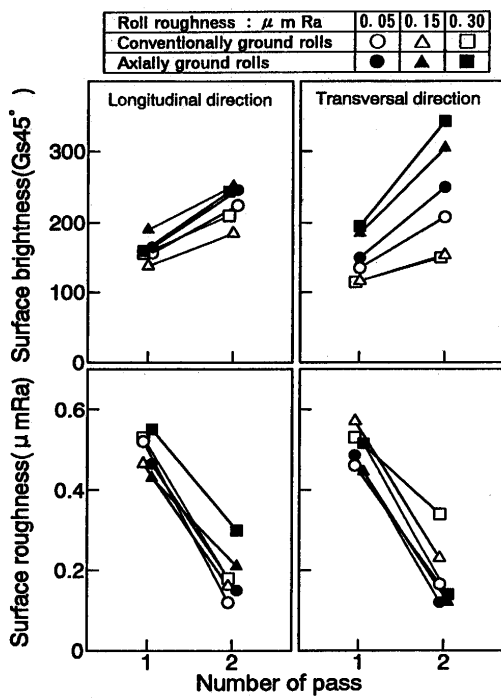 Roll roughness : μ m Ra 0. 05 0. 15 0. 30
Conventionally ground rolls
Axially ground rolls
Longitudinal direction Transversal direction
Surface brightness(Gs45°)
300
200
100
0
Surface roughness(μ mRa)
0.6
0.4
0.2
0
1 2 1 2
Number of pass